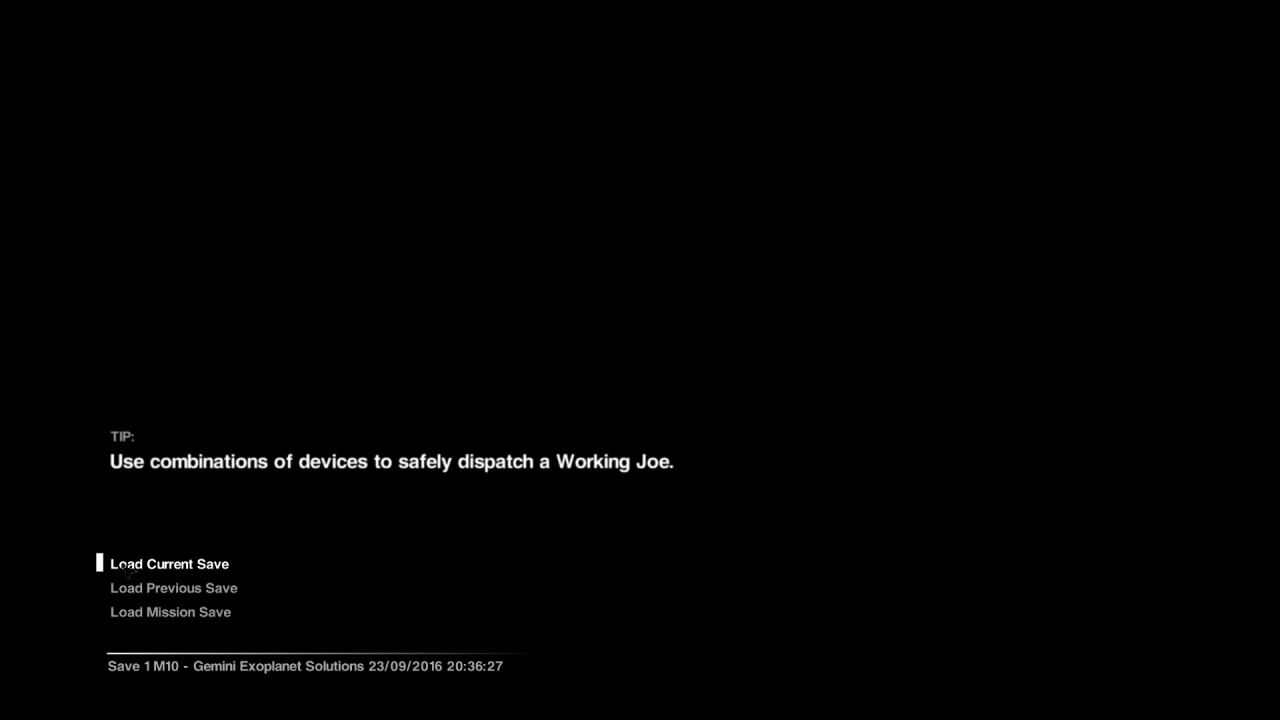 TIP:
Use combinations of devices to safely dispatch a Working Joe.
Load Current Save
Load Previous Save
Load Mission Save
Save 1 M10 - Gemini Exoplanet Solutions 23/09/2016 20:36:27